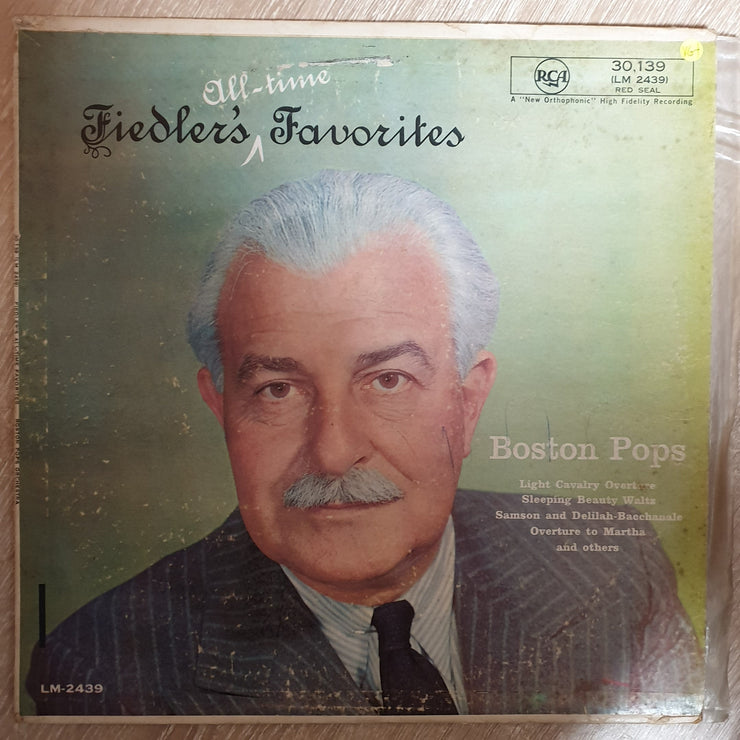 All-time
Fiedler's Favorites
RCA
30,139
(LM 2439)
RED SEAL
A "New Orthophonic" High Fidelity Recording
Boston Pops
Light Cavalry Overture
Sleeping Beauty Waltz
Samson and Delilah-Bacchanale
Overture to Martha
and others
LM-2439